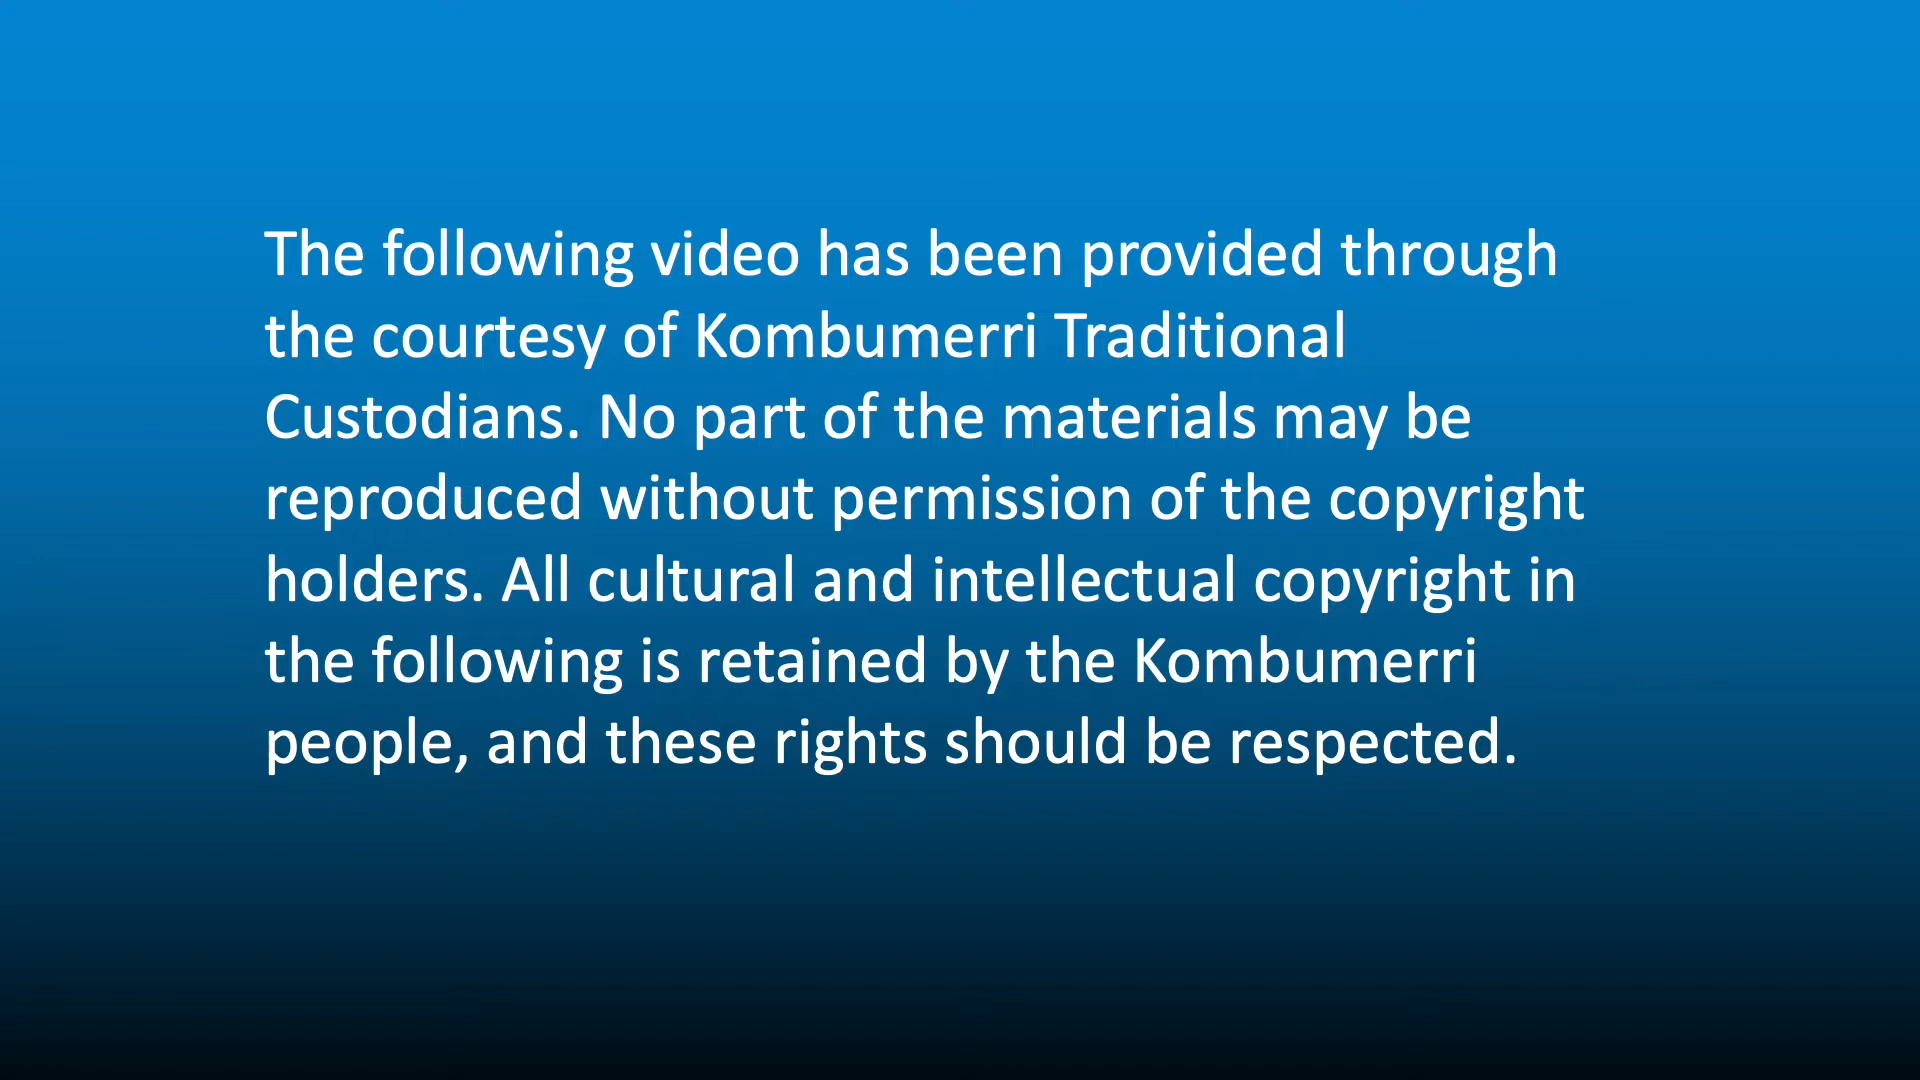 The following video has been provided through
the courtesy of Kombumerri Traditional
Custodians. No part of the materials may be
reproduced without permission of the copyright
holders. All cultural and intellectual copyright in
the following is retained by the Kombumerri
people, and these rights should be respected.